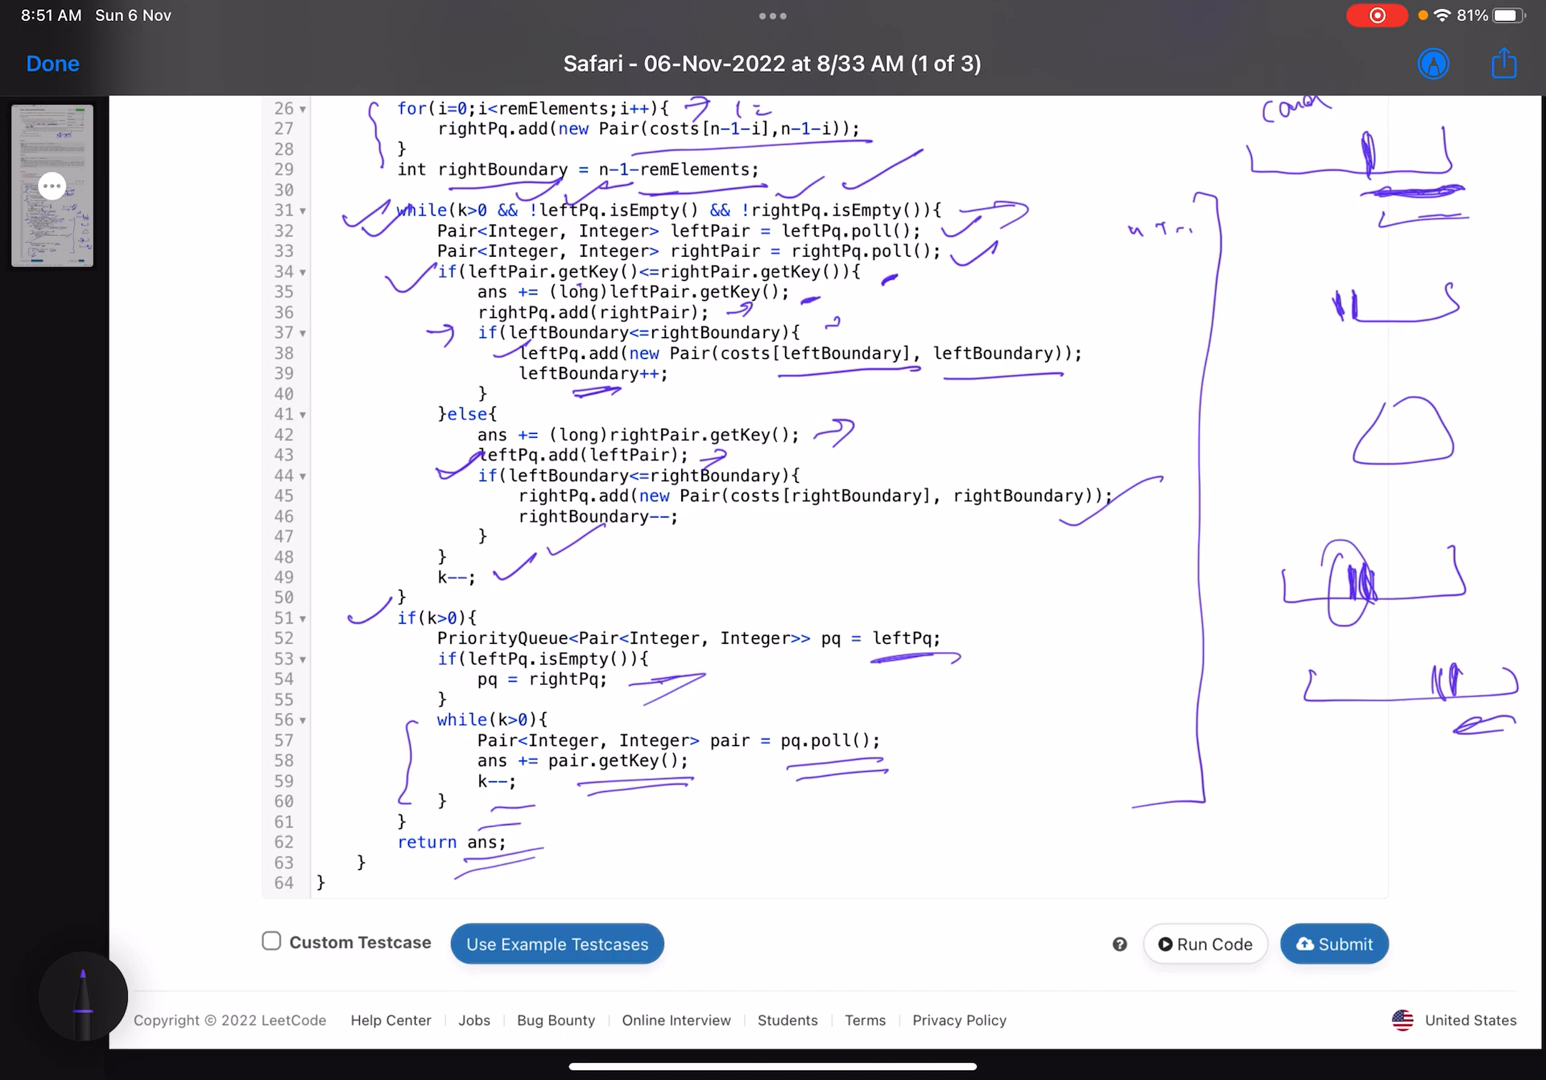 8:51 AM Sun 6 Nov
81%
Done
Safari - 06-Nov-2022 at 8/33 AM (1 of 3)
26 for(i=0;i<remElements;i++){
27 rightPq.add(new Pair(costs[n-1-i],n-1-i));
28 }
29 int rightBoundary = n-1-remElements;
30
31 while(k>0 && !leftPq.isEmpty() && !rightPq.isEmpty()){
32 Pair<Integer, Integer> leftPair = leftPq.poll();
33 Pair<Integer, Integer> rightPair = rightPq.poll();
34 if(leftPair.getKey()<=rightPair.getKey()){
35 ans += (long)leftPair.getKey();
36 rightPq.add(rightPair);
37 if(leftBoundary<=rightBoundary){
38 leftPq.add(new Pair(costs[leftBoundary], leftBoundary));
39 leftBoundary++;
40 }
41 }else{
42 ans += (long)rightPair.getKey();
43 leftPq.add(leftPair);
44 if(leftBoundary<=rightBoundary){
45 rightPq.add(new Pair(costs[rightBoundary], rightBoundary));
46 rightBoundary--;
47 }
48 }
49 k--;
50 }
51 if(k>0){
52 PriorityQueue<Pair<Integer, Integer>> pq = leftPq;
53 if(leftPq.isEmpty()){
54 pq = rightPq;
55 }
56 while(k>0){
57 Pair<Integer, Integer> pair = pq.poll();
58 ans += pair.getKey();
59 k--;
60 }
61 }
62 return ans;
63 }
64 }
Custom Testcase
Use Example Testcases
? Run Code
Submit
Copyright © 2022 LeetCode Help Center Jobs Bug Bounty Online Interview Students Terms Privacy Policy United States